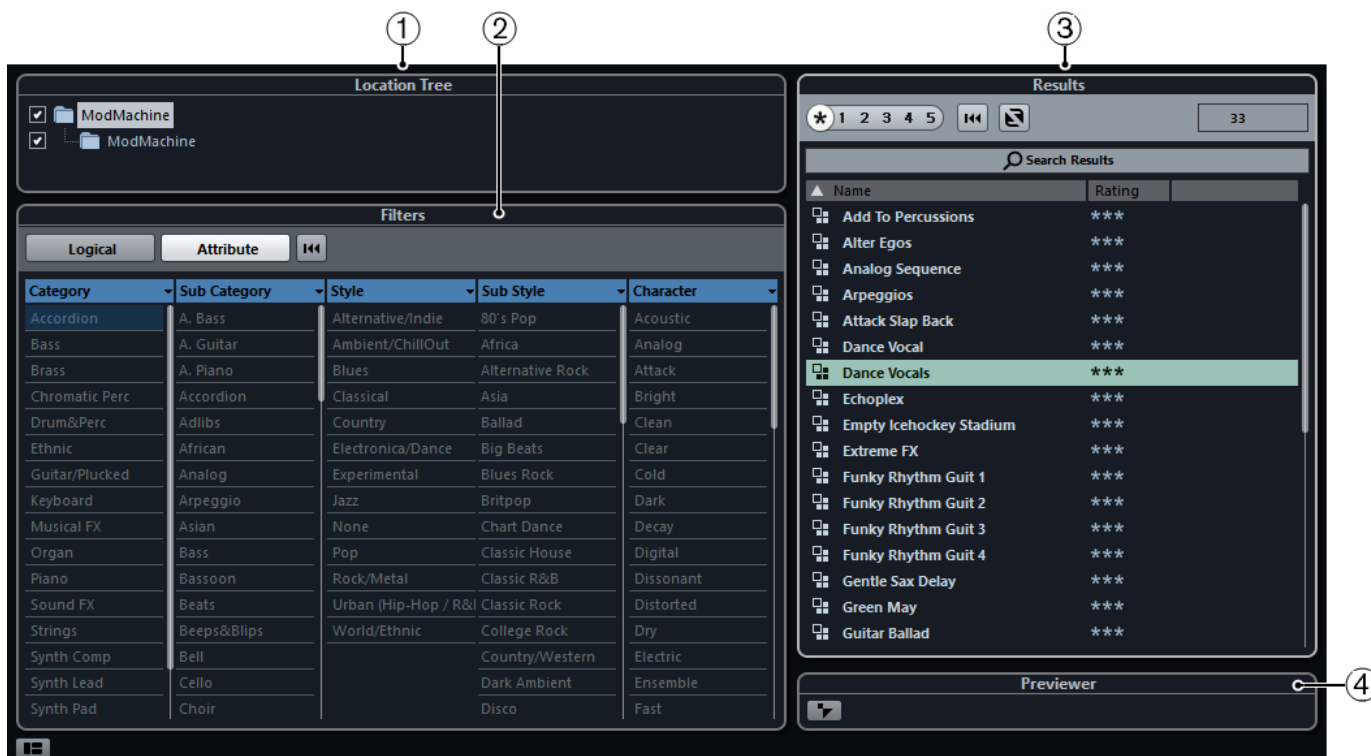 1
2
3
Location Tree
ModMachine
ModMachine
Filters
Logical
Attribute
Category Sub Category Style Sub Style Character
Accordion A. Bass Alternative/Indie 80's Pop Acoustic
Bass A. Guitar Ambient/ChillOut Africa Analog
Brass A. Piano Blues Alternative Rock Attack
Chromatic Perc Accordion Classical Asia Bright
Drum&Perc Adlibs Country Ballad Clean
Ethnic African Electronica/Dance Big Beats Clear
Guitar/Plucked Analog Experimental Blues Rock Cold
Keyboard Arpeggio Jazz Britpop Dark
Musical FX Asian None Chart Dance Decay
Organ Bass Pop Classic House Digital
Piano Bassoon Rock/Metal Classic R&B Dissonant
Sound FX Beats Urban (Hip-Hop / R&l Classic Rock Distorted
Strings Beeps&Blips World/Ethnic College Rock Dry
Synth Comp Bell Country/Western Electric
Synth Lead Cello Dark Ambient Ensemble
Synth Pad Choir Disco Fast
Results
* 1 2 3 4 5
33
Search Results
Name Rating
Add To Percussions ***
Alter Egos ***
Analog Sequence ***
Arpeggios ***
Attack Slap Back ***
Dance Vocal ***
Dance Vocals ***
Echoplex ***
Empty Icehockey Stadium ***
Extreme FX ***
Funky Rhythm Guit 1 ***
Funky Rhythm Guit 2 ***
Funky Rhythm Guit 3 ***
Funky Rhythm Guit 4 ***
Gentle Sax Delay ***
Green May ***
Guitar Ballad ***
Previewer
4